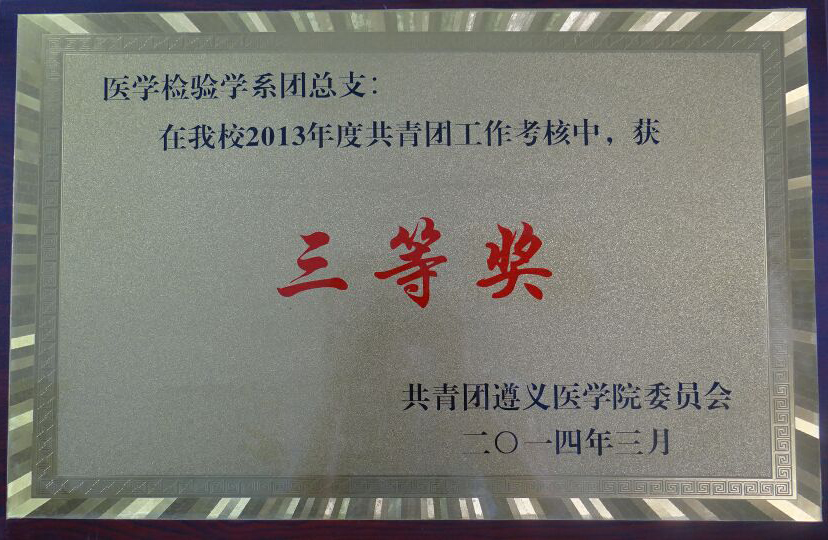 医学检验学系团总支：
在我校2013年度共青团工作考核中，获
三等奖
共青团遵义医学院委员会
二〇一四年三月